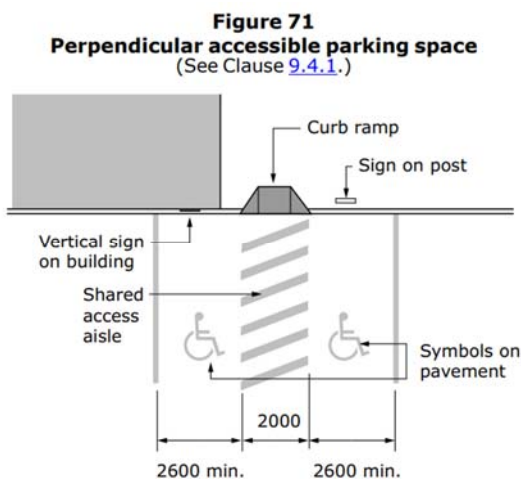 Figure 71
Perpendicular accessible parking space
(See Clause 9.4.1.)
Curb ramp
Sign on post
Vertical sign
on building
Shared
access
aisle
Symbols on
pavement
2000
2600 min.
2600 min.